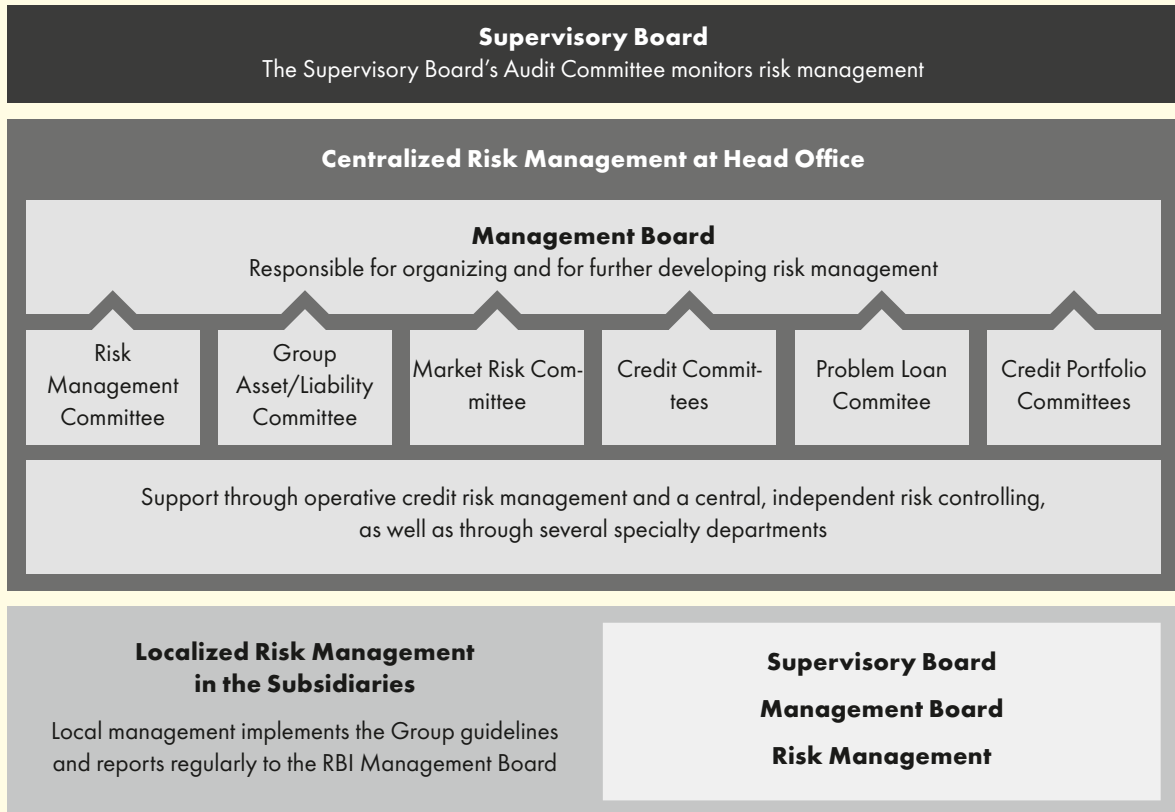 Supervisory Board
The Supervisory Board's Audit Committee monitors risk management
Centralized Risk Management at Head Office
Management Board
Responsible for organizing and for further developing risk management
Risk
Management
Committee
Group
Asset/Liability
Committee
Market Risk Com-
mittee
Credit Commit-
tees
Problem Loan
Commitee
Credit Portfolio
Committees
Support through operative credit risk management and a central, independent risk controlling,
as well as through several specialty departments
Localized Risk Management
in the Subsidiaries
Local management implements the Group guidelines
and reports regularly to the RBI Management Board
Supervisory Board
Management Board
Risk Management